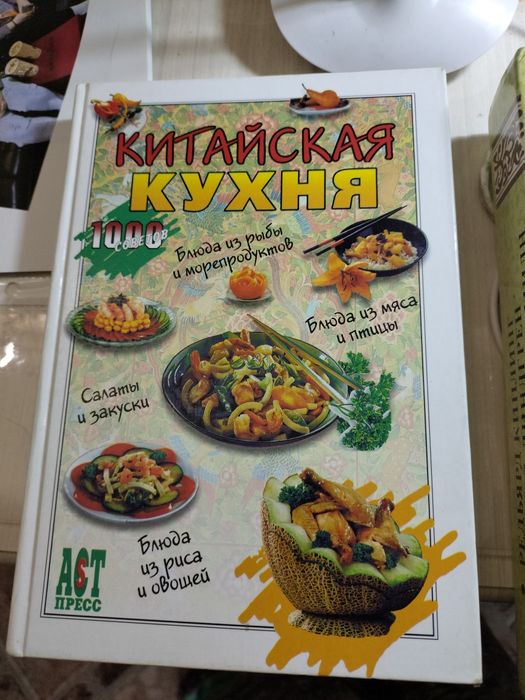 КИТАЙСКАЯ
КУХНЯ
1000
СОВЕТОВ
Блюда из рыбы
и морепродуктов
Блюда из мяса
и птицы
Салаты
и закуски
Блюда
из риса
и овощей
АСТ
ПРЕСС